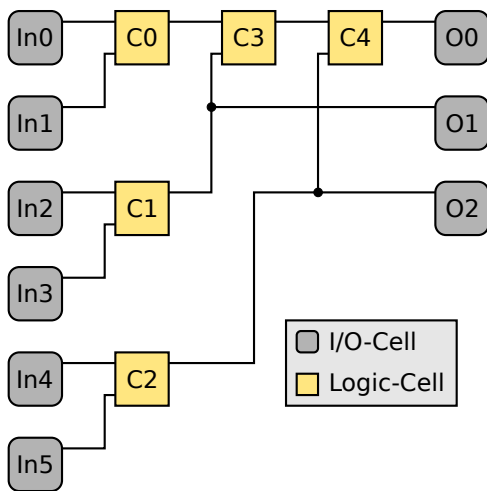 In0 C0 C3 C4 O0
In1 O1
In2 C1 O2
In3
I/O-Cell
In4 C2 Logic-Cell
In5